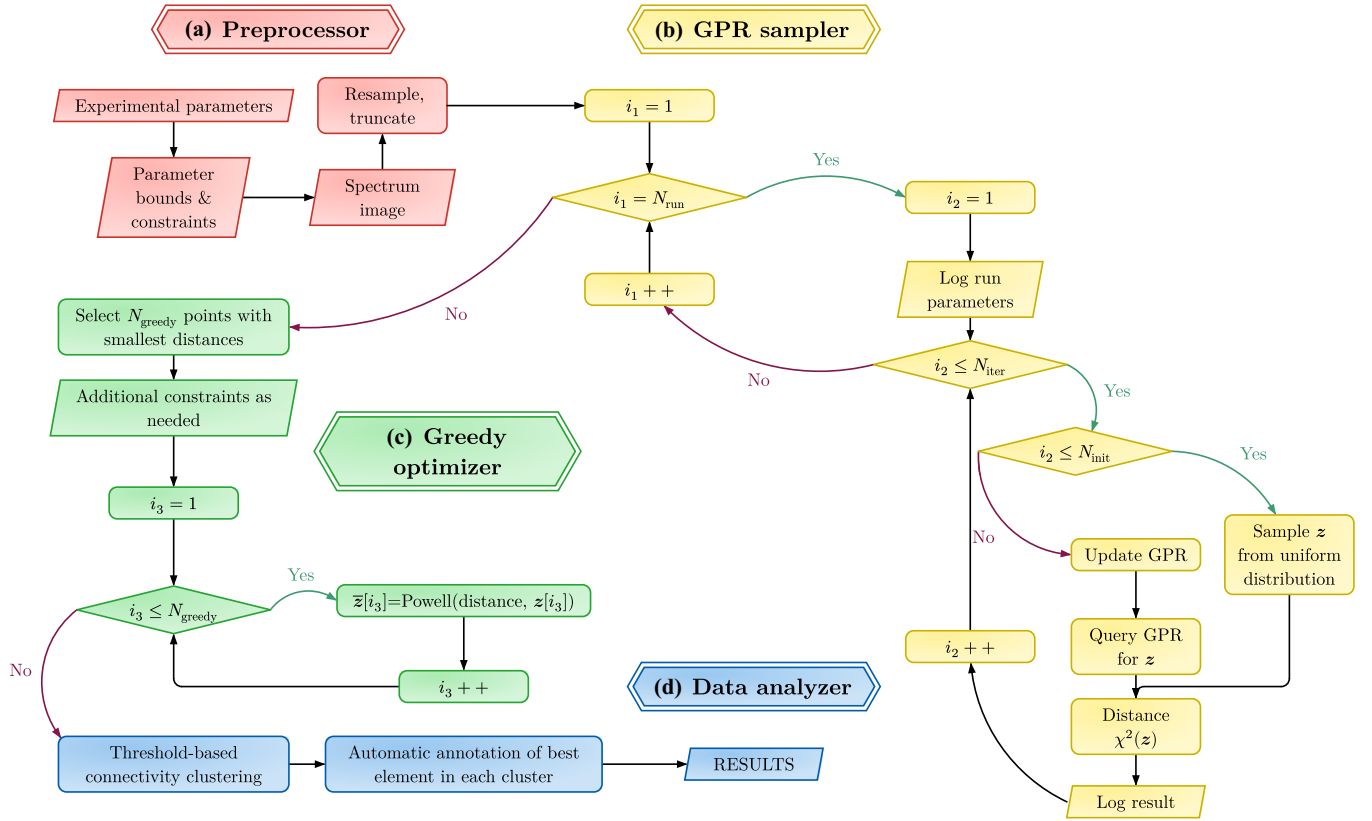 (a) Preprocessor
Experimental parameters
Parameter
bounds &
constraints
Spectrum
image
Resample,
truncate
(b) GPR sampler
i₁ = 1
i₁ = N_run
Yes
No
i₁ + +
i₂ = 1
Log run
parameters
i₂ ≤ N_iter
No
Yes
i₂ ≤ N_init
Yes
No
Sample z
from uniform
distribution
Update GPR
Query GPR
for z
Distance
χ²(z)
Log result
i₂ + +
(c) Greedy
optimizer
Select N_greedy points with
smallest distances
Additional constraints as
needed
i₃ = 1
i₃ ≤ N_greedy
Yes
No
z̅[i₃]=Powell(distance, z[i₃])
i₃ + +
(d) Data analyzer
Threshold-based
connectivity clustering
Automatic annotation of best
element in each cluster
RESULTS